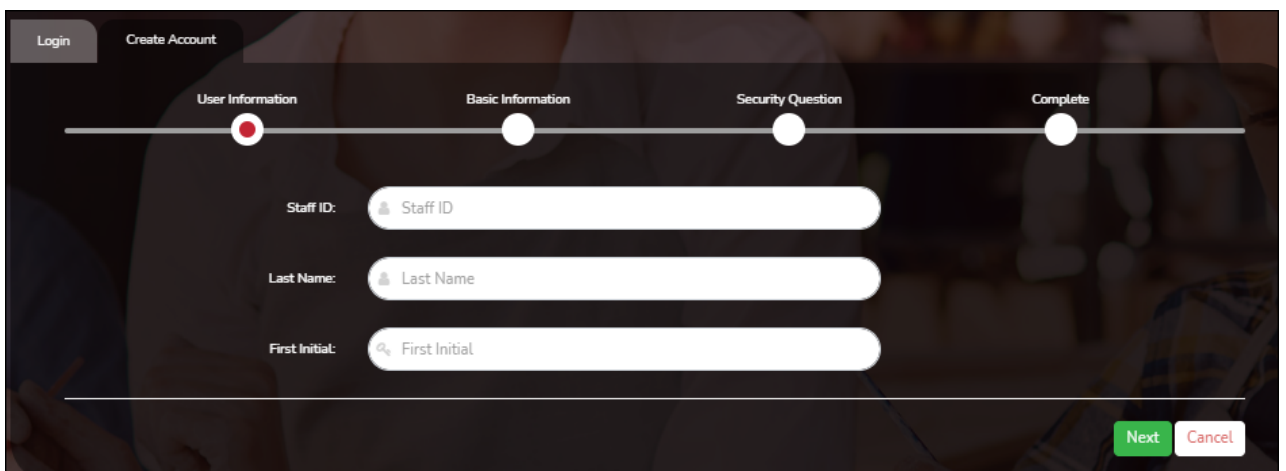 Login Create Account
User Information Basic Information Security Question Complete
Staff ID: Staff ID
Last Name: Last Name
First Initial: First Initial
Next Cancel